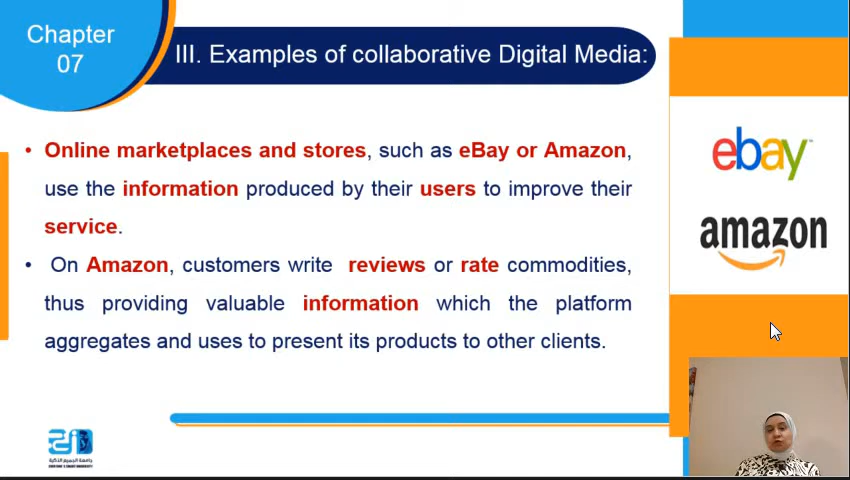 Chapter
07
III. Examples of collaborative Digital Media:
• Online marketplaces and stores, such as eBay or Amazon,
use the information produced by their users to improve their
service.
• On Amazon, customers write reviews or rate commodities,
thus providing valuable information which the platform
aggregates and uses to present its products to other clients.
ebay™
amazon